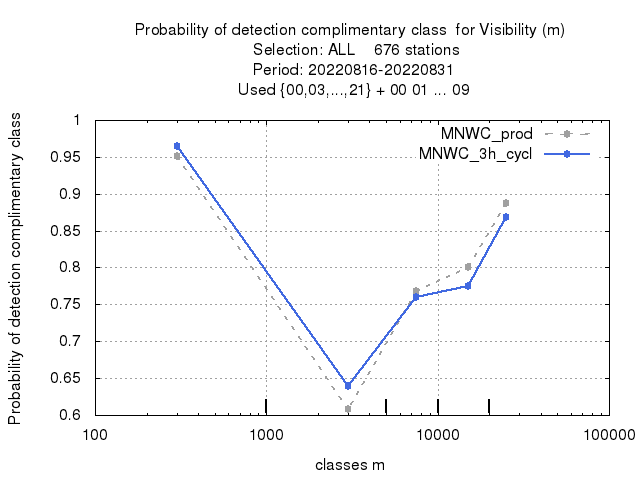 Probability of detection complimentary class  for Visibility (m)
Selection: ALL    676 stations
Period: 20220816-20220831
Used {00,03,...,21} + 00 01 ... 09
Probability of detection complimentary class
1
0.95
0.9
0.85
0.8
0.75
0.7
0.65
0.6
MNWC_prod
MNWC_3h_cycl
100
1000
10000
100000
classes m